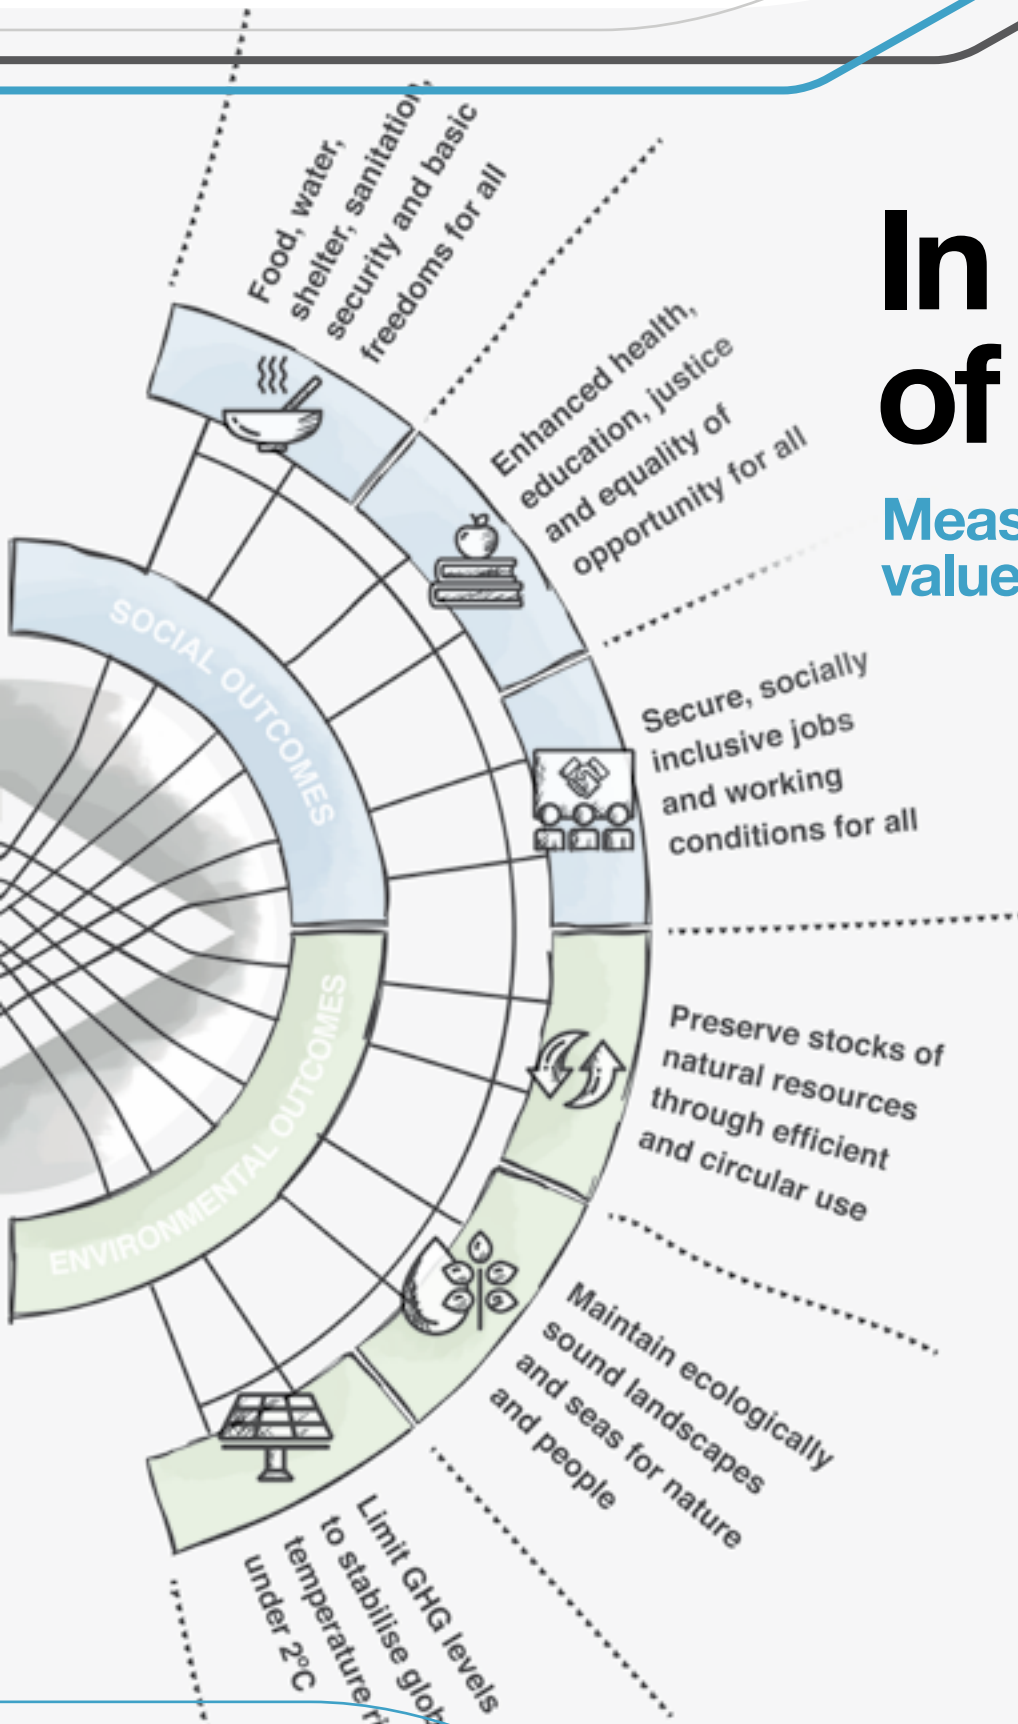 Food, water,
shelter, sanitation,
security and basic
freedoms for all
Enhanced health,
education, justice
and equality of
opportunity for all
Secure, socially
inclusive jobs
and working
conditions for all
Preserve stocks of
natural resources
through efficient
and circular use
Maintain ecologically
sound landscapes
and seas for nature
and people
Limit GHG levels
to stabilise
temperature
under 2°C
SOCIAL OUTCOMES
ENVIRONMENTAL OUTCOMES
In
of
value